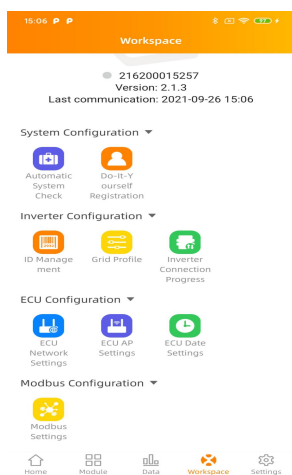 15:06 P P 97
Workspace
216200015257
Version: 2.1.3
Last communication: 2021-09-26 15:06
System Configuration
Automatic
System
Check
Do-It-Y
ourself
Registration
Inverter Configuration
ID Manage
ment
Grid Profile
Inverter
Connection
Progress
ECU Configuration
ECU
Network
Settings
ECU AP
Settings
ECU Date
Settings
Modbus Configuration
Modbus
Settings
Home Module Data Workspace Settings